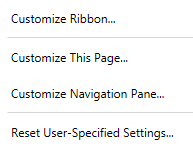 Customize Ribbon...
Customize This Page...
Customize Navigation Pane...
Reset User-Specified Settings...